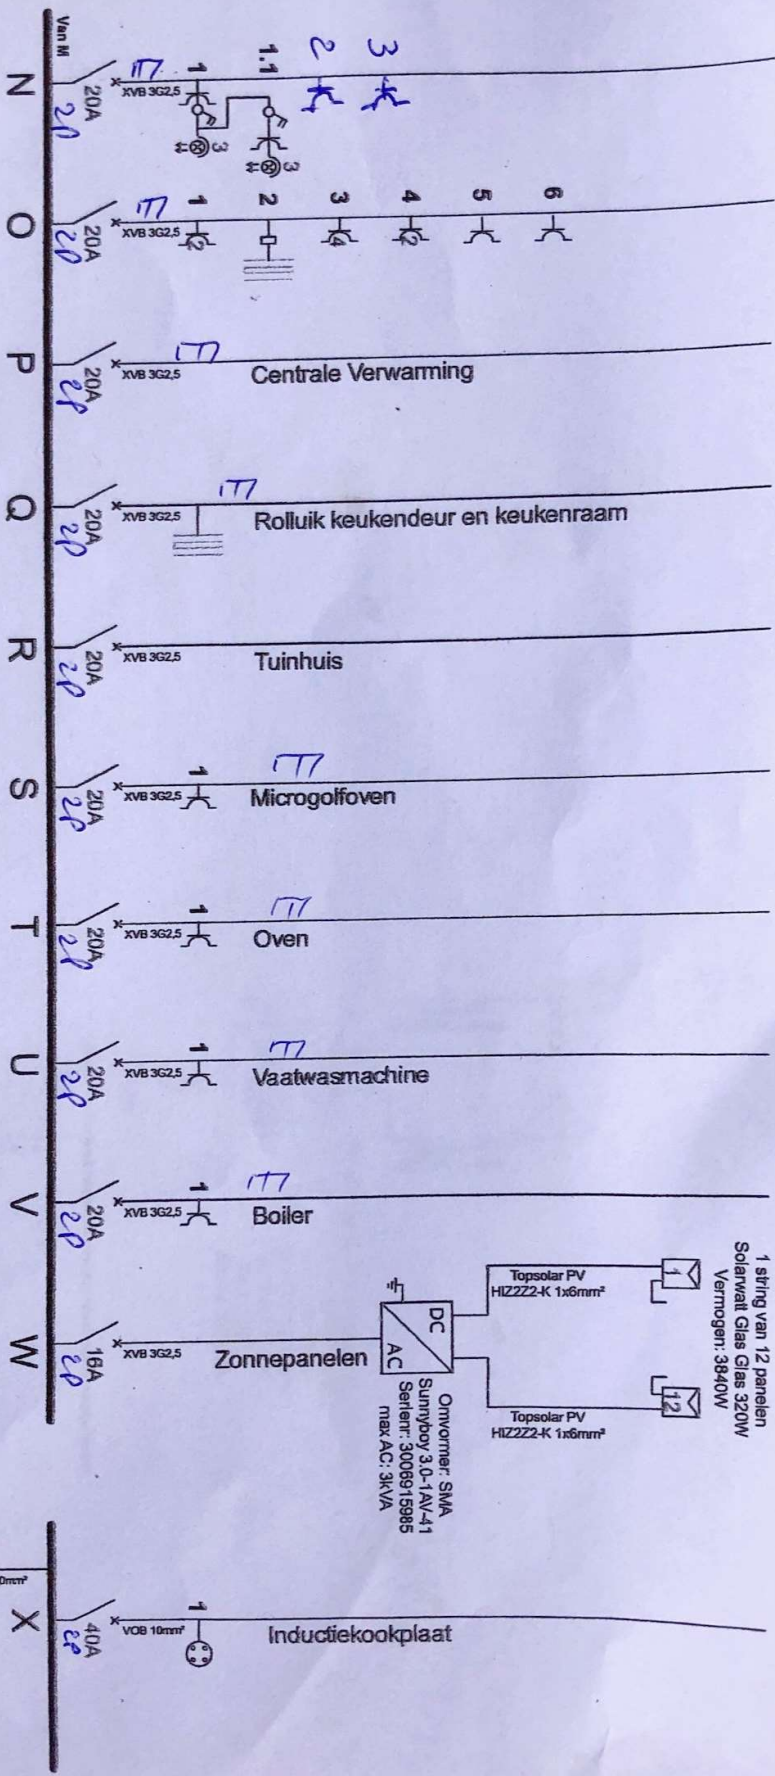 Van M
N
20A
2P
XVB 3G2,5
1
3
1.1
3
2
3
O
20A
2P
XVB 3G2,5
1
2
2
3
4
4
2
5
6
P
20A
2P
XVB 3G2,5
Centrale Verwarming
Q
20A
2P
XVB 3G2,5
Rolluik keukendeur en keukenraam
R
20A
2P
XVB 3G2,5
Tuinhuis
S
20A
2P
XVB 3G2,5
1
Microgolfoven
T
20A
2P
XVB 3G2,5
1
Oven
U
20A
2P
XVB 3G2,5
1
Vaatwasmachine
V
20A
2P
XVB 3G2,5
1
Boiler
W
16A
2P
XVB 3G2,5
Zonnepanelen
DC
AC
Omvormer: SMA
Sunnyboy 3.0-1AV-41
Serienr: 3006915985
max AC: 3kVA
Topsolar PV
HIZ2Z2-K 1x6mm²
Topsolar PV
HIZ2Z2-K 1x6mm²
1
12
1 string van 12 panelen
Solarwatt Glas Glas 320W
Vermogen: 3840W
X
40A
2P
VOB 10mm²
1
Inductiekookplaat